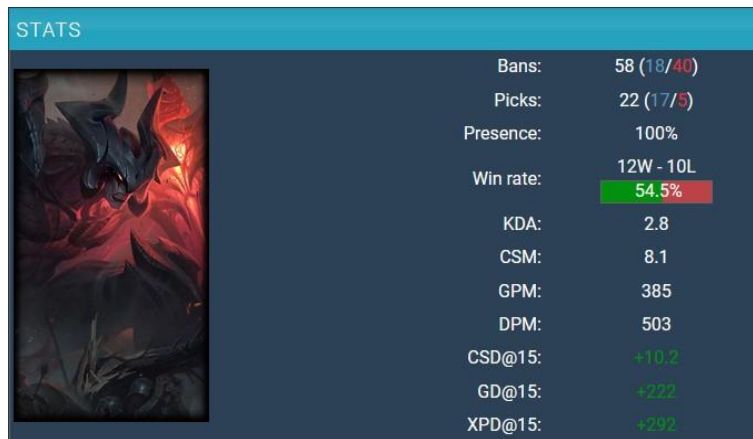 STATS
Bans: 58 (18/40)
Picks: 22 (17/5)
Presence: 100%
Win rate: 12W - 10L
54.5%
KDA: 2.8
CSM: 8.1
GPM: 385
DPM: 503
CSD@15: +10.2
GD@15: +222
XPD@15: +292